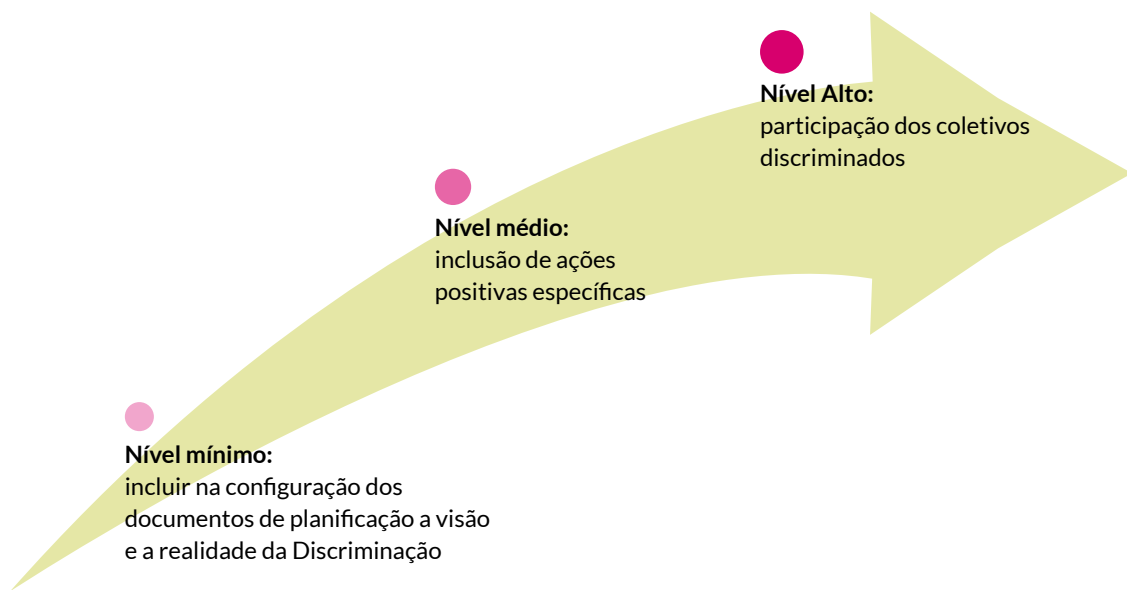 Nível Alto:
participação dos coletivos
discriminados
Nível médio:
inclusão de ações
positivas específicas
Nível mínimo:
incluir na configuração dos
documentos de planificação a visão
e a realidade da Discriminação